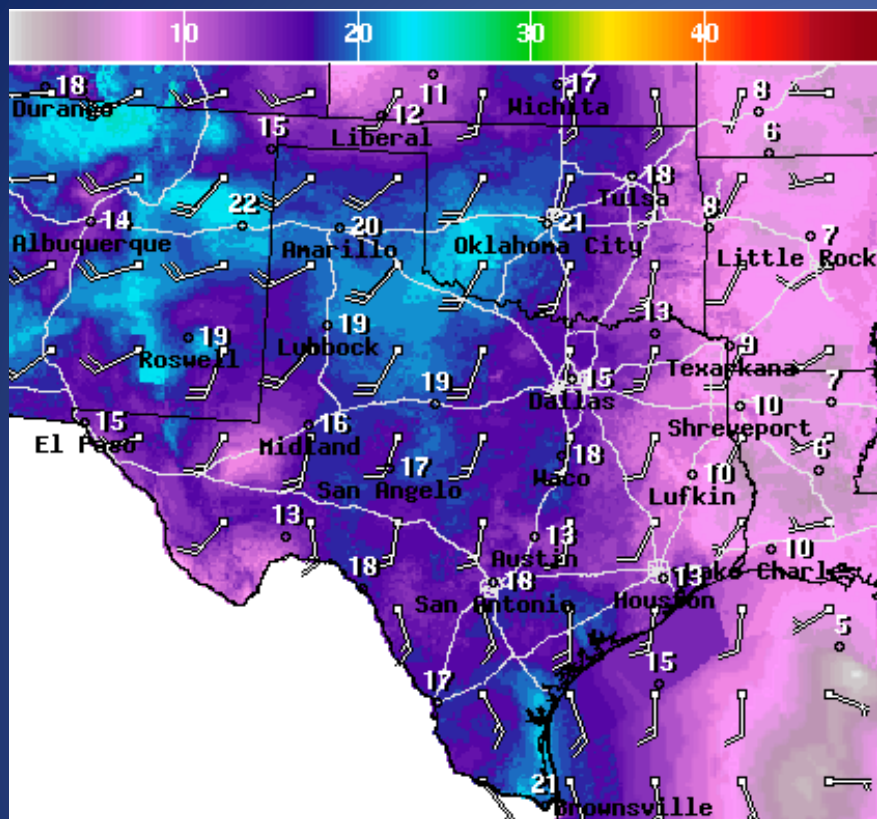 10 20 30 40
18 11 17 8
Durango 12 Wichita
15 Liberal 6
18
Tulsa
14 22 20 21 8 7
Albuquerque Amarillo Oklahoma City Little Rock
19 19 13
Roswell Lubbock 9
Texarkana
15 19 15 10 7
Dallas
El Paso 16 Shreveport
Midland 17 18 10 6
San Angelo Waco Lufkin
13 13 10
Austin
18 18 13 Lake Charles
San Antonio Houston
5
17 15
21
Brownsville